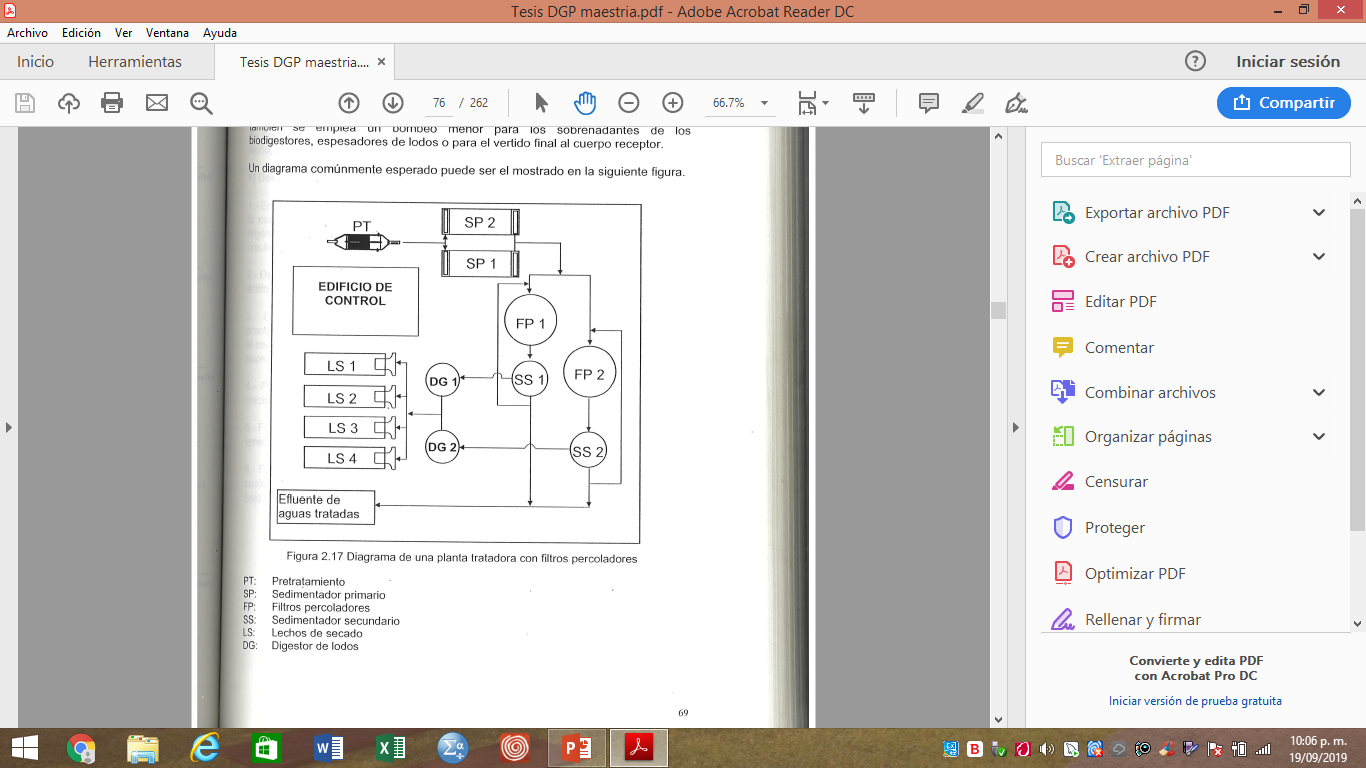 Tesis DGP maestria.pdf - Adobe Acrobat Reader DC
Archivo Edición Ver Ventana Ayuda
Inicio Herramientas Tesis DGP maestria.... × Iniciar sesión
76 / 262 66.7% Compartir
también se emplea un bombeo menor para los sobrenadantes de los
biodigestores, espesadores de lodos o para el vertido final al cuerpo receptor.
Un diagrama comúnmente esperado puede ser el mostrado en la siguiente figura.
PT
SP 2
SP 1
EDIFICIO DE
CONTROL
FP 1
FP 2
LS 1
LS 2
LS 3
LS 4
DG 1
SS 1
DG 2
SS 2
Efluente de
aguas tratadas
Figura 2.17 Diagrama de una planta tratadora con filtros percoladores
PT: Pretratamiento
SP: Sedimentador primario
FP: Filtros percoladores
SS: Sedimentador secundario
LS: Lechos de secado
DG: Digestor de lodos
69
Buscar 'Extraer página'
Exportar archivo PDF
Crear archivo PDF
Editar PDF
Comentar
Combinar archivos
Organizar páginas
Censurar
Proteger
Optimizar PDF
Rellenar y firmar
Convierte y edita PDF
con Acrobat Pro DC
Iniciar versión de prueba gratuita
10:06 p. m.
19/09/2019